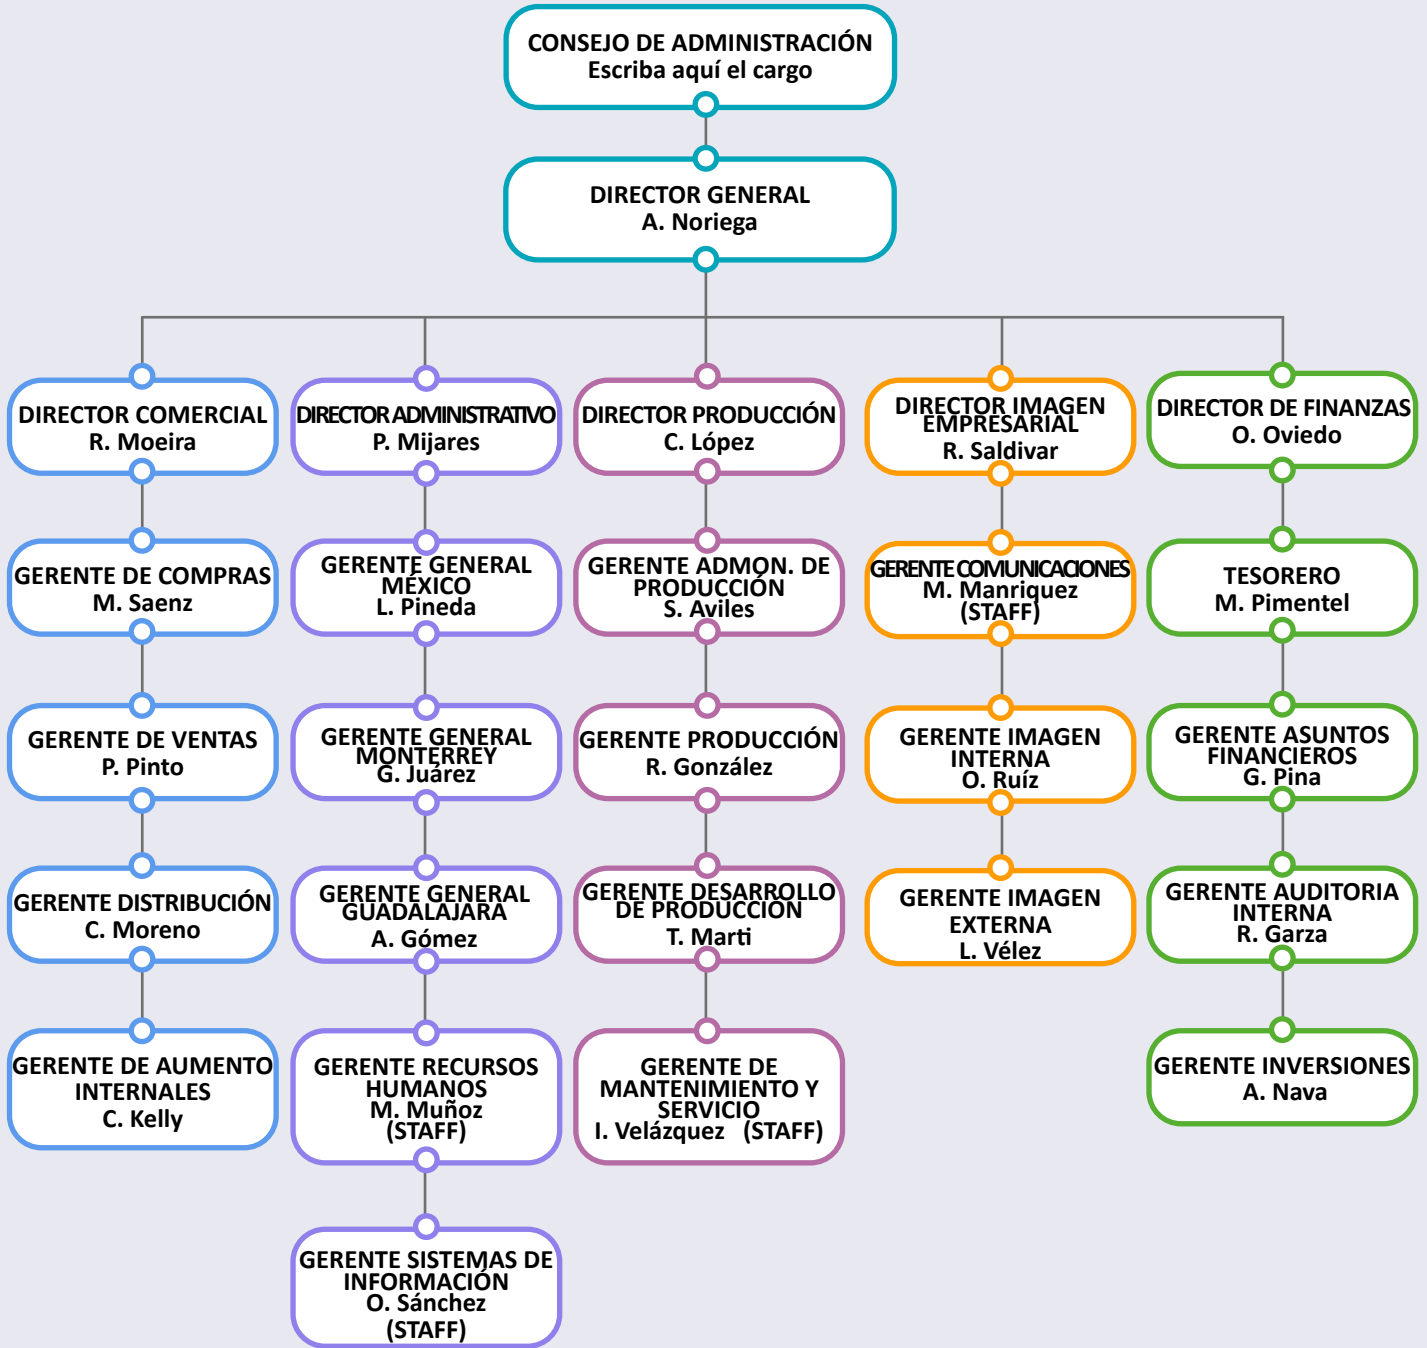 CONSEJO DE ADMINISTRACIÓN
Escriba aquí el cargo
DIRECTOR GENERAL
A. Noriega
DIRECTOR COMERCIAL
R. Moeira
DIRECTOR ADMINISTRATIVO
P. Mijares
DIRECTOR PRODUCCIÓN
C. López
DIRECTOR IMAGEN
EMPRESARIAL
R. Saldivar
DIRECTOR DE FINANZAS
O. Oviedo
GERENTE DE COMPRAS
M. Saenz
GERENTE GENERAL
MÉXICO
L. Pineda
GERENTE ADMON. DE
PRODUCCIÓN
S. Aviles
GERENTE COMUNICACIONES
M. Manriquez
(STAFF)
TESORERO
M. Pimentel
GERENTE DE VENTAS
P. Pinto
GERENTE GENERAL
MONTERREY
G. Juárez
GERENTE PRODUCCIÓN
R. González
GERENTE IMAGEN
INTERNA
O. Ruíz
GERENTE ASUNTOS
FINANCIEROS
G. Pina
GERENTE DISTRIBUCIÓN
C. Moreno
GERENTE GENERAL
GUADALAJARA
A. Gómez
GERENTE DESARROLLO
DE PRODUCCIÓN
T. Marti
GERENTE IMAGEN
EXTERNA
L. Vélez
GERENTE AUDITORIA
INTERNA
R. Garza
GERENTE DE AUMENTO
INTERNALES
C. Kelly
GERENTE RECURSOS
HUMANOS
M. Muñoz
(STAFF)
GERENTE DE
MANTENIMIENTO Y
SERVICIO
I. Velázquez (STAFF)
GERENTE INVERSIONES
A. Nava
GERENTE SISTEMAS DE
INFORMACIÓN
O. Sánchez
(STAFF)